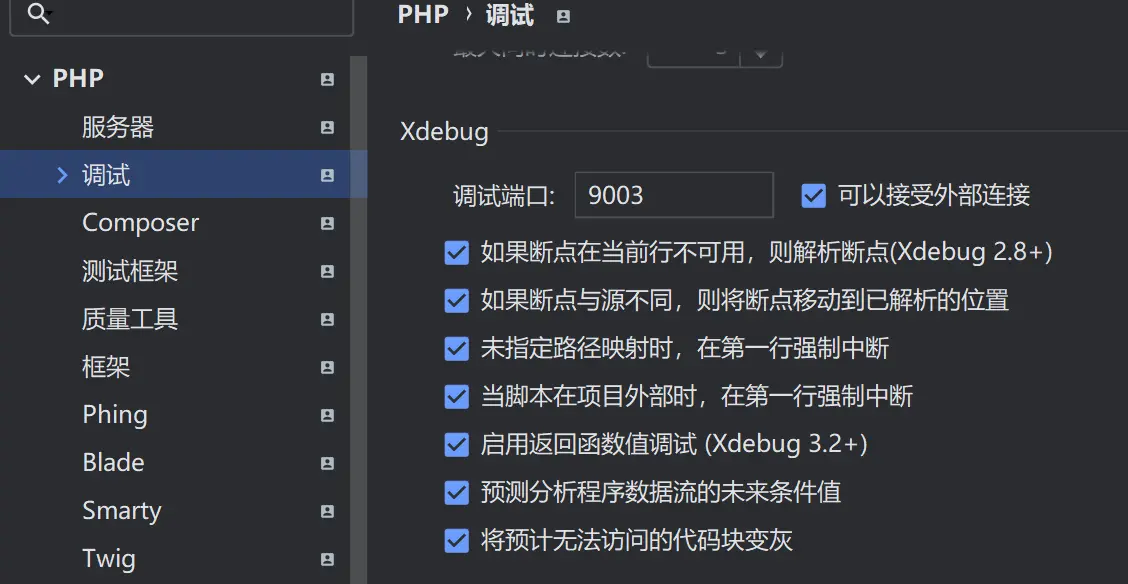 PHP › 调试
PHP
服务器
调试
Composer
测试框架
质量工具
框架
Phing
Blade
Smarty
Twig
Xdebug
调试端口: 9003 可以接受外部连接
如果断点在当前行不可用，则解析断点(Xdebug 2.8+)
如果断点与源不同，则将断点移动到已解析的位置
未指定路径映射时，在第一行强制中断
当脚本在项目外部时，在第一行强制中断
启用返回函数值调试 (Xdebug 3.2+)
预测分析程序数据流的未来条件值
将预计无法访问的代码块变灰